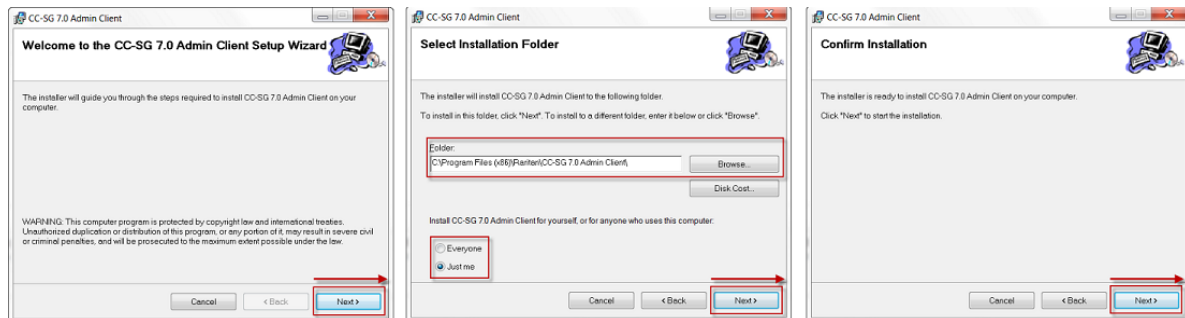 CC-SG 7.0 Admin Client
Welcome to the CC-SG 7.0 Admin Client Setup Wizard
The installer will guide you through the steps required to install CC-SG 7.0 Admin Client on your
computer.
WARNING: This computer program is protected by copyright law and international treaties.
Unauthorized duplication or distribution of this program, or any portion of it, may result in severe civil
or criminal penalties, and will be prosecuted to the maximum extent possible under the law.
Cancel
< Back
Next >
CC-SG 7.0 Admin Client
Select Installation Folder
The installer will install CC-SG 7.0 Admin Client to the following folder.
To install in this folder, click "Next". To install to a different folder, enter it below or click "Browse".
Folder:
C:\Program Files (x86)\Raritan\CC-SG 7.0 Admin Client\
Browse...
Disk Cost...
Install CC-SG 7.0 Admin Client for yourself, or for anyone who uses this computer:
Everyone
Just me
Cancel
< Back
Next >
CC-SG 7.0 Admin Client
Confirm Installation
The installer is ready to install CC-SG 7.0 Admin Client on your computer.
Click "Next" to start the installation.
Cancel
< Back
Next >